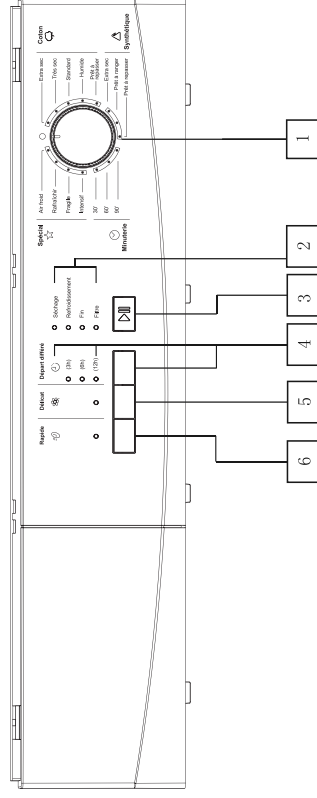 Rapide
Délicat
Départ différé
(3h)
(6h)
(12h)
Séchage
Refroidissement
Fin
Filtre
Spécial
Air froid
Rafraîchir
Fragile
Intensif
Minuterie
30'
60'
90'
Coton
Extra sec
Très sec
Standard
Humide
Prêt à
repasser
Synthétique
Extra sec
Prêt à ranger
Prêt à repasser
1
2
3
4
5
6